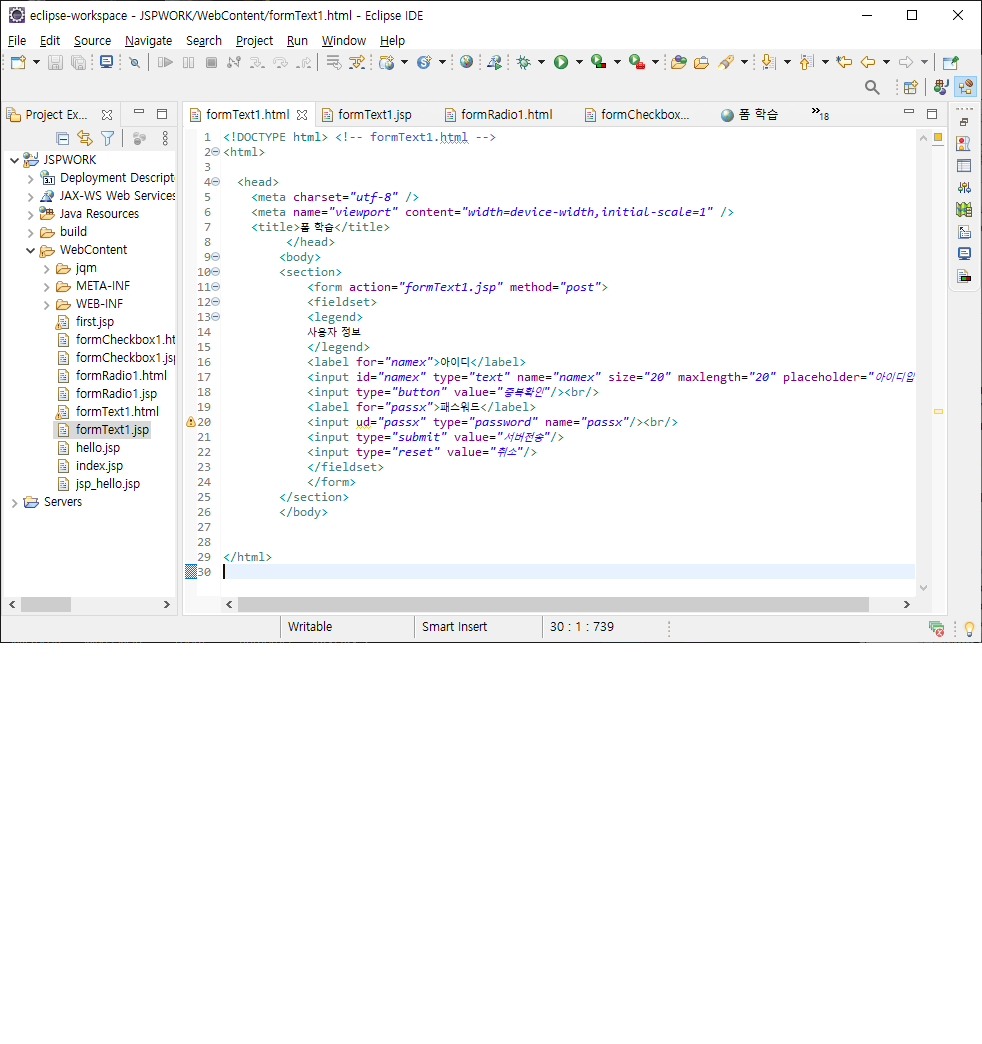 eclipse-workspace - JSPWORK/WebContent/formText1.html - Eclipse IDE
File Edit Source Navigate Search Project Run Window Help
Project Ex...
formText1.html
formText1.jsp
formRadio1.html
formCheckbox...
폼 학습
»18
JSPWORK
Deployment Descript
JAX-WS Web Services
Java Resources
build
WebContent
jqm
META-INF
WEB-INF
first.jsp
formCheckbox1.ht
formCheckbox1.jsp
formRadio1.html
formRadio1.jsp
formText1.html
formText1.jsp
hello.jsp
index.jsp
jsp_hello.jsp
Servers
1 <!DOCTYPE html> <!-- formText1.html -->
2 <html>
3
4 <head>
5 <meta charset="utf-8" />
6 <meta name="viewport" content="width=device-width,initial-scale=1" />
7 <title>폼 학습</title>
8 </head>
9 <body>
10 <section>
11 <form action="formText1.jsp" method="post">
12 <fieldset>
13 <legend>
14 사용자 정보
15 </legend>
16 <label for="namex">아이디</label>
17 <input id="namex" type="text" name="namex" size="20" maxlength="20" placeholder="아이디입
18 <input type="button" value="중복확인"/><br/>
19 <label for="passx">패스워드</label>
20 <input ud="passx" type="password" name="passx"/><br/>
21 <input type="submit" value="서버전송"/>
22 <input type="reset" value="취소"/>
23 </fieldset>
24 </form>
25 </section>
26 </body>
27
28
29 </html>
30
Writable
Smart Insert
30 : 1 : 739